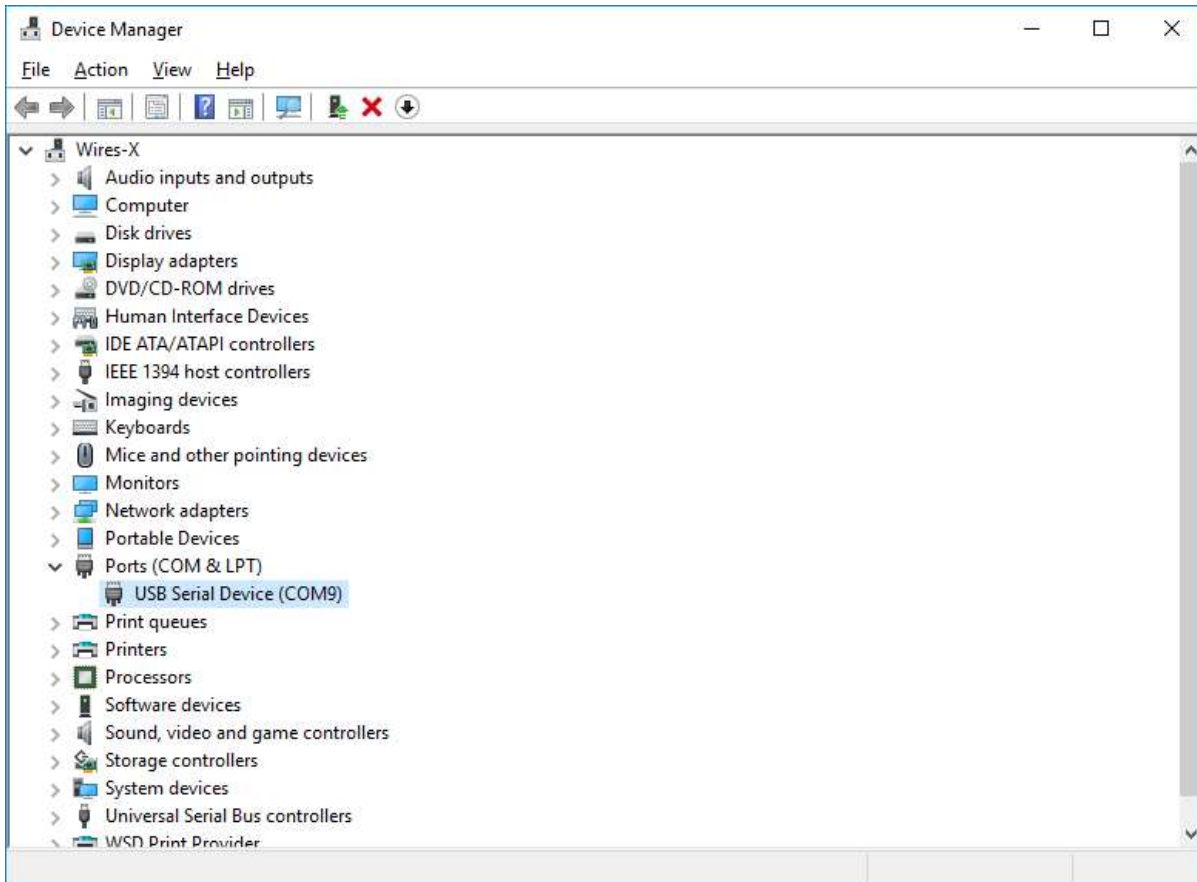 Device Manager
File Action View Help
Wires-X
Audio inputs and outputs
Computer
Disk drives
Display adapters
DVD/CD-ROM drives
Human Interface Devices
IDE ATA/ATAPI controllers
IEEE 1394 host controllers
Imaging devices
Keyboards
Mice and other pointing devices
Monitors
Network adapters
Portable Devices
Ports (COM & LPT)
USB Serial Device (COM9)
Print queues
Printers
Processors
Software devices
Sound, video and game controllers
Storage controllers
System devices
Universal Serial Bus controllers
WSD Print Provider